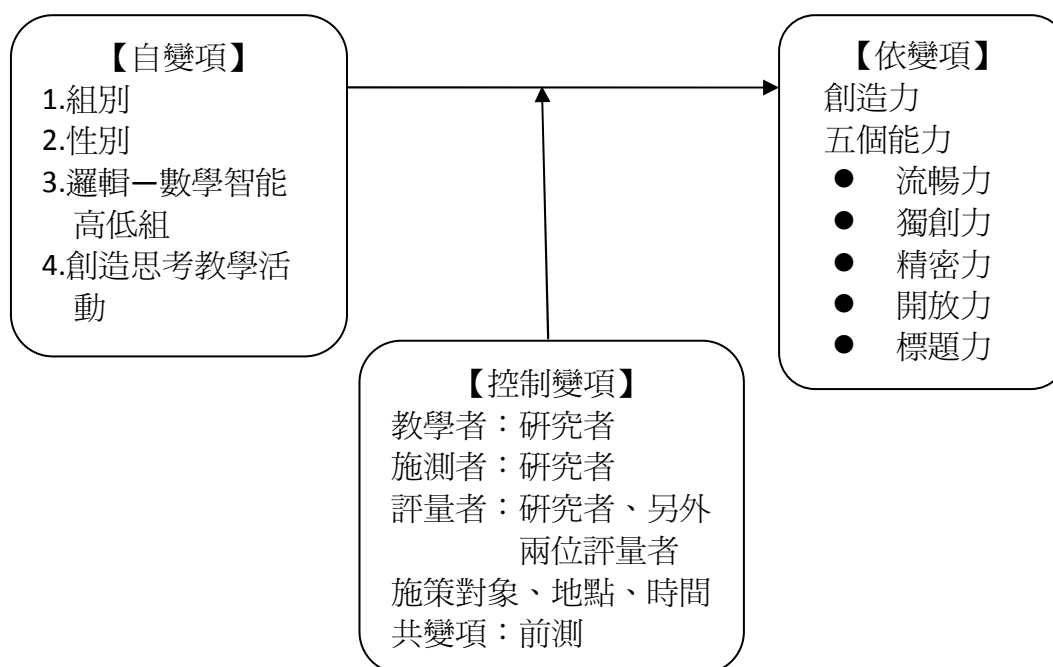 【自變項】
1.組別
2.性別
3.邏輯—數學智能
高低組
4.創造思考教學活
動
【依變項】
創造力
五個能力
● 流暢力
● 獨創力
● 精密力
● 開放力
● 標題力
【控制變項】
教學者：研究者
施測者：研究者
評量者：研究者、另外
兩位評量者
施策對象、地點、時間
共變項：前測